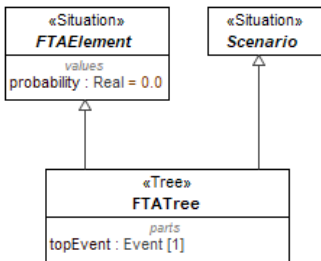 «Situation»
FTAElement
values
probability : Real = 0.0
«Situation»
Scenario
«Tree»
FTATree
parts
topEvent : Event [1]